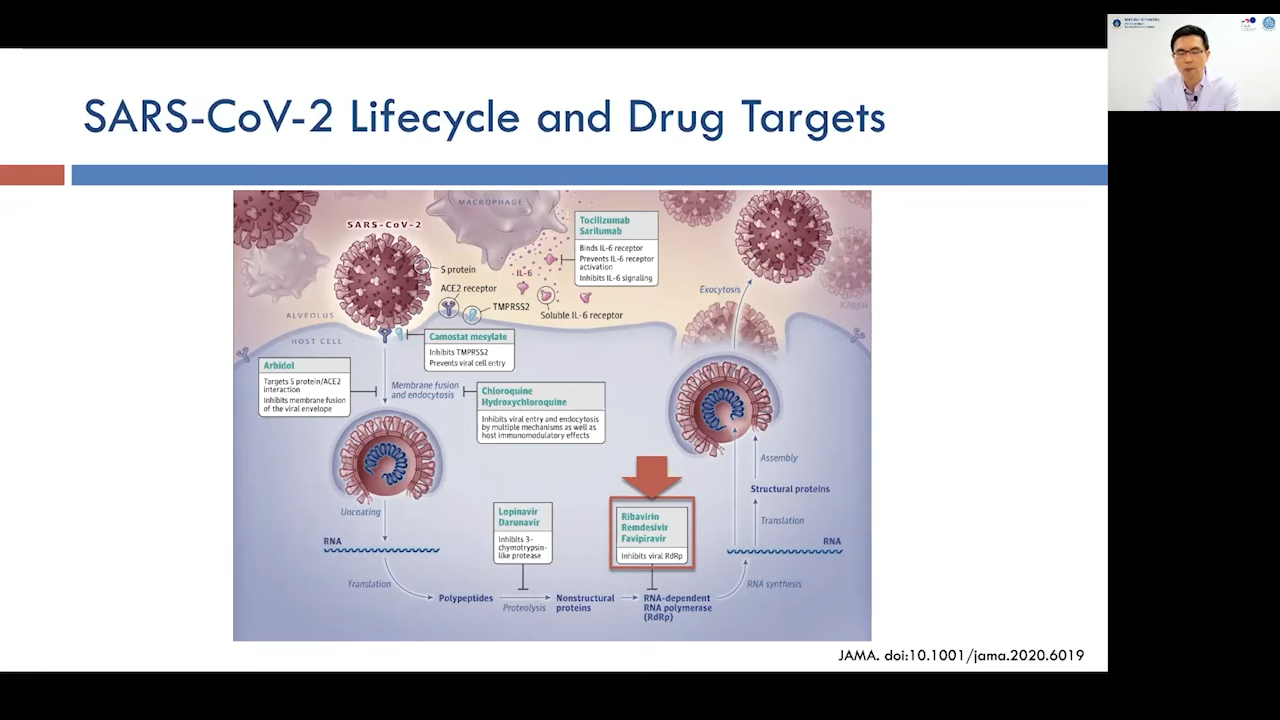 SARS-CoV-2 Lifecycle and Drug Targets
MACROPHAGE
SARS-CoV-2
Tocilizumab
Sarilumab
Binds IL-6 receptor
Prevents IL-6 receptor
activation
Inhibits IL-6 signaling
S protein
IL-6
ACE2 receptor
TMPRSS2
Soluble IL-6 receptor
Exocytosis
ALVEOLUS
HOST CELL
Camostat mesylate
Inhibits TMPRSS2
Prevents viral cell entry
Arbidol
Targets S protein/ACE2
interaction
Inhibits membrane fusion
of the viral envelope
Membrane fusion
and endocytosis
Chloroquine
Hydroxychloroquine
Inhibits viral entry and endocytosis
by multiple mechanisms as well as
host immunomodulatory effects
Assembly
Structural proteins
Uncoating
Lopinavir
Darunavir
Inhibits 3-
chymotrypsin-
like protease
Ribavirin
Remdesivir
Favipiravir
Inhibits viral RdRp
Translation
RNA
RNA
Translation
Polypeptides
Proteolysis
Nonstructural
proteins
RNA-dependent
RNA polymerase
(RdRp)
RNA synthesis
JAMA. doi:10.1001/jama.2020.6019